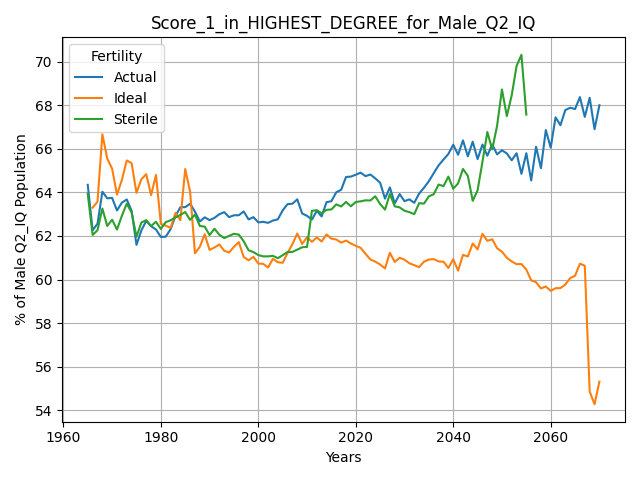 Score_1_in_HIGHEST_DEGREE_for_Male_Q2_IQ
Fertility
Actual
Ideal
Sterile
70
68
66
64
62
60
58
56
54
% of Male Q2_IQ Population
1960
1980
2000
2020
2040
2060
Years